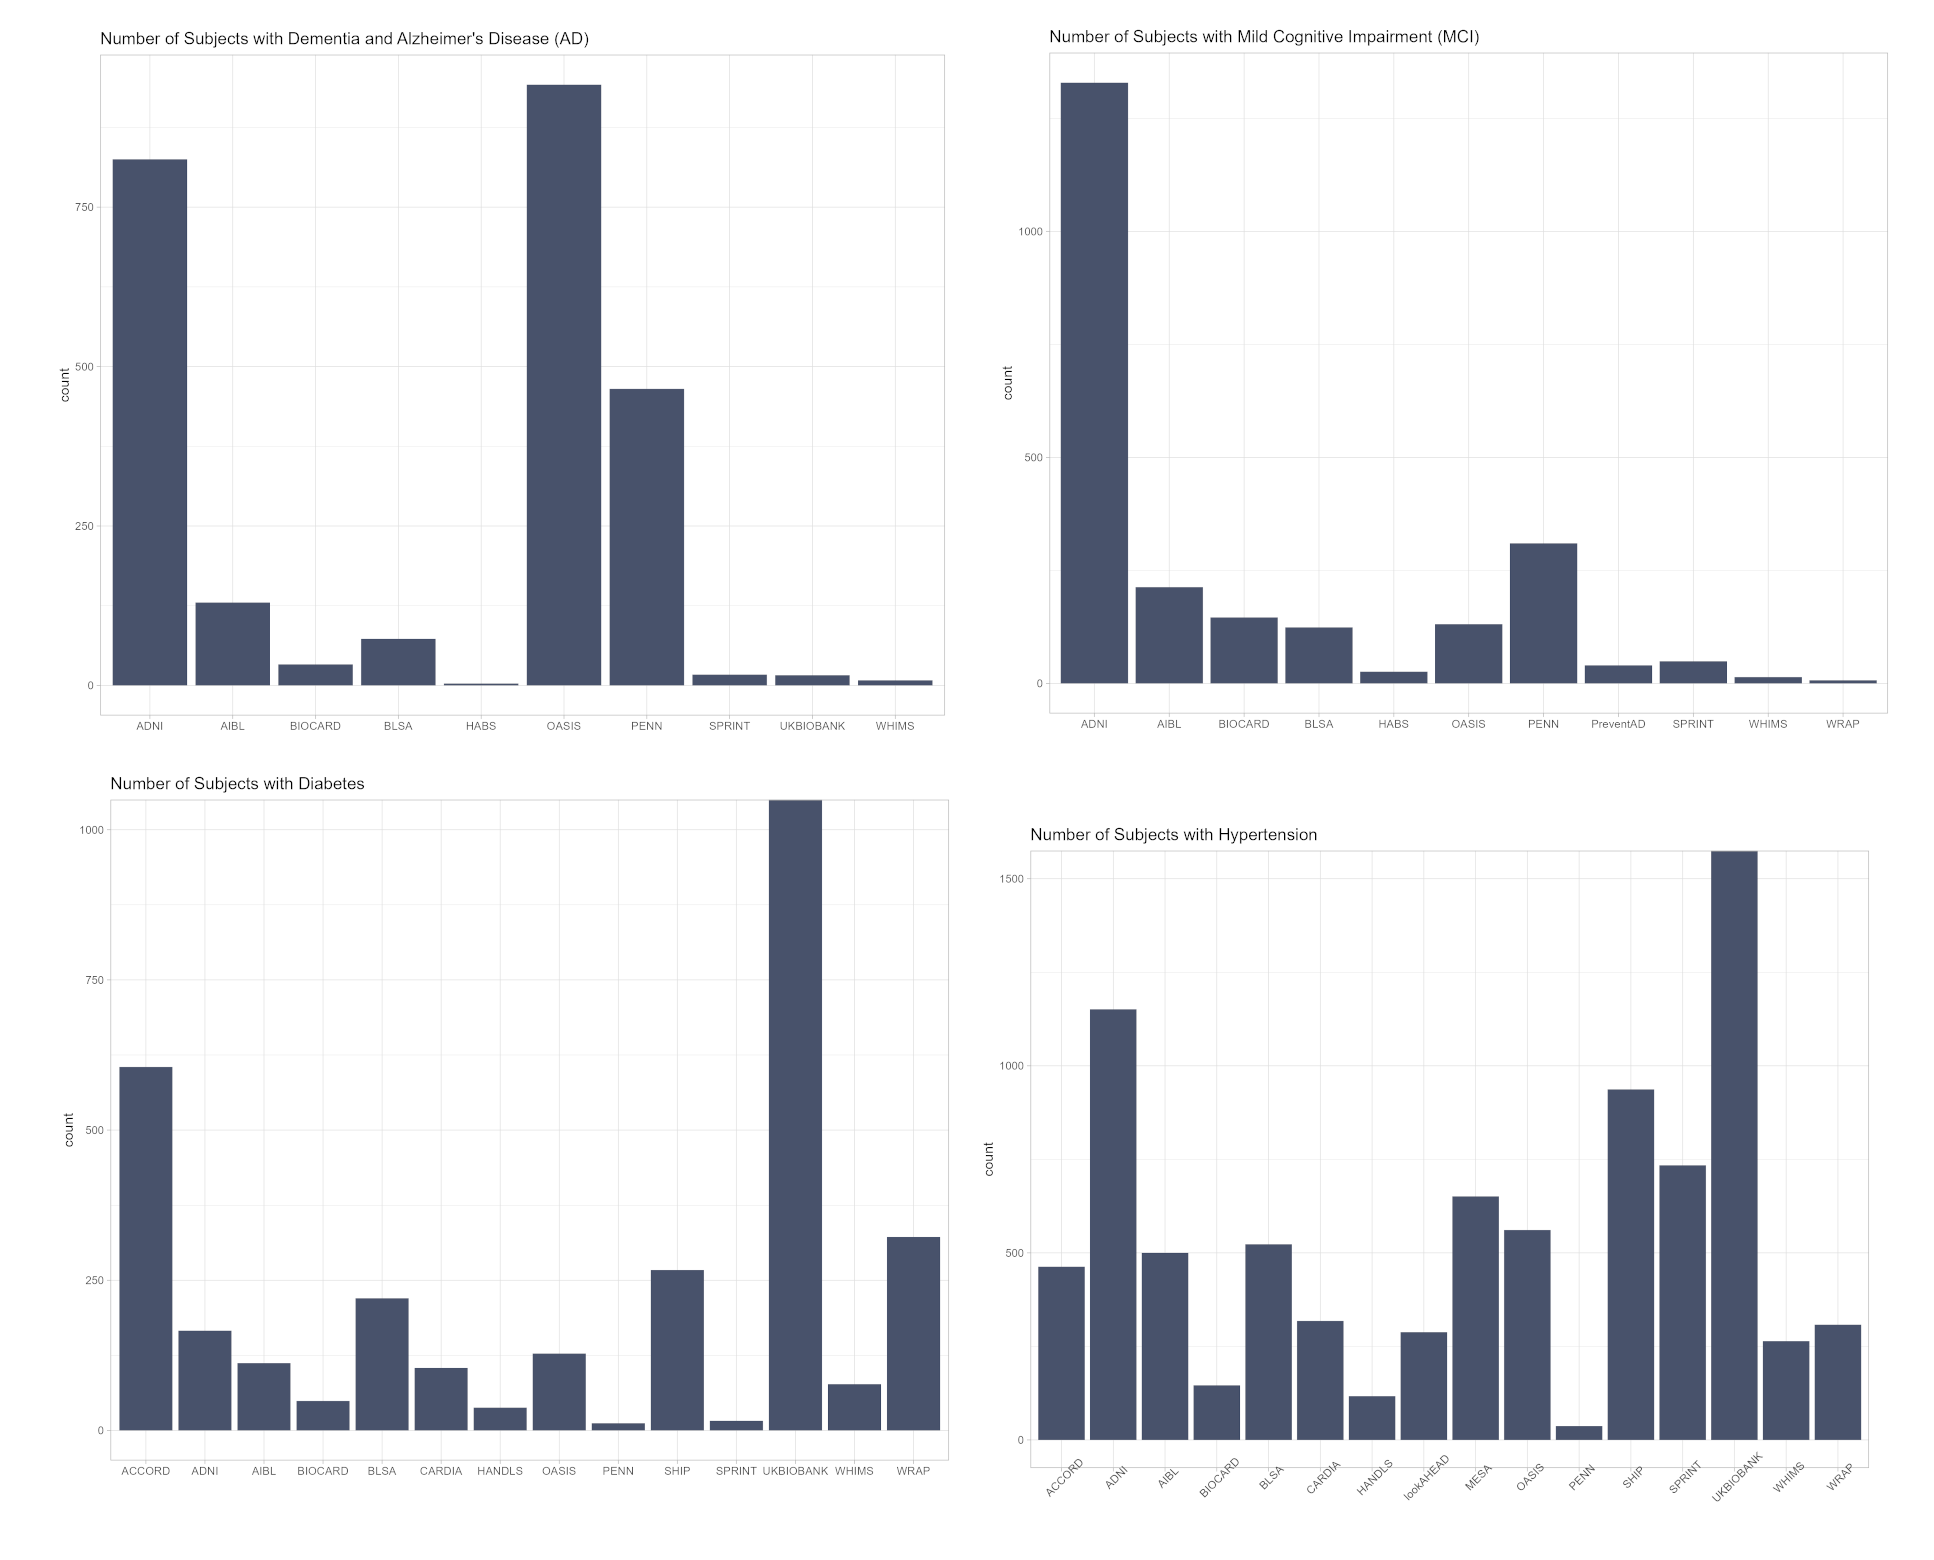 Number of Subjects with Dementia and Alzheimer's Disease (AD)
750
500
250
0
count
ADNI AIBL BIOCARD BLSA HABS OASIS PENN SPRINT UKBIOBANK WHIMS
Number of Subjects with Mild Cognitive Impairment (MCI)
1000
500
0
count
ADNI AIBL BIOCARD BLSA HABS OASIS PENN PreventAD SPRINT WHIMS WRAP
Number of Subjects with Diabetes
1000
750
500
250
0
count
ACCORD ADNI AIBL BIOCARD BLSA CARDIA HANDLS OASIS PENN SHIP SPRINT UKBIOBANK WHIMS WRAP
Number of Subjects with Hypertension
1500
1000
500
0
count
ACCORD ADNI AIBL BIOCARD BLSA CARDIA HANDLS lookAHEAD MESA OASIS PENN SHIP SPRINT UKBIOBANK WHIMS WRAP